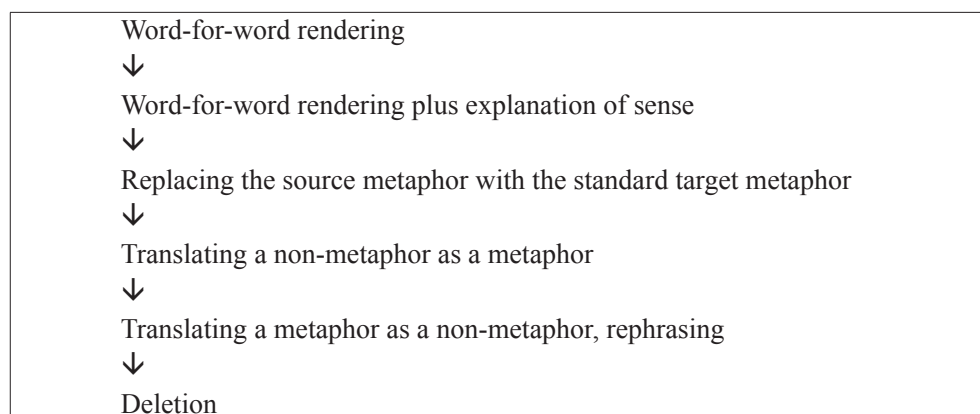 Word-for-word rendering
↓
Word-for-word rendering plus explanation of sense
↓
Replacing the source metaphor with the standard target metaphor
↓
Translating a non-metaphor as a metaphor
↓
Translating a metaphor as a non-metaphor, rephrasing
↓
Deletion